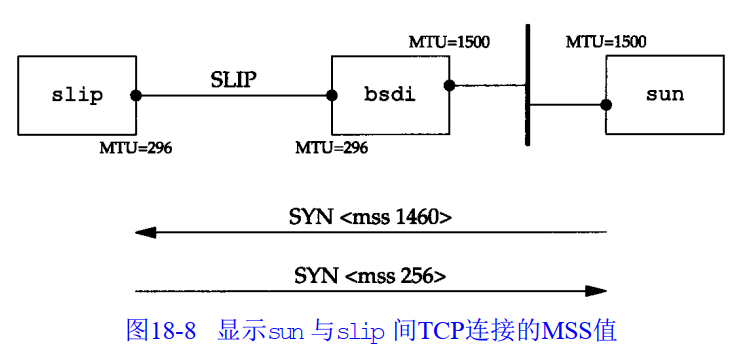 MTU=1500 MTU=1500
slip SLIP bsdi sun
MTU=296 MTU=296
SYN <mss 1460>
SYN <mss 256>
图18-8 显示sun 与slip 间TCP连接的MSS值